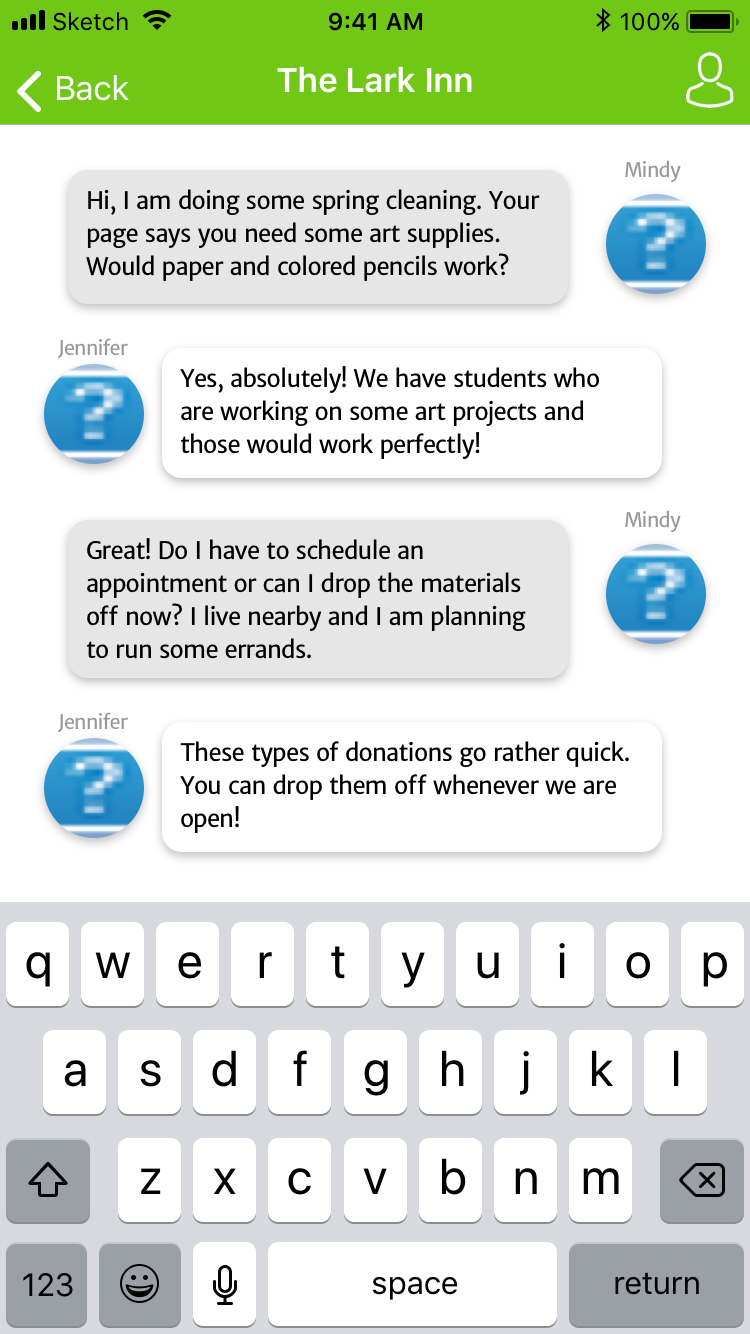 Sketch 9:41 AM 100%
Back The Lark Inn
Mindy
Hi, I am doing some spring cleaning. Your
page says you need some art supplies.
Would paper and colored pencils work?
Jennifer
Yes, absolutely! We have students who
are working on some art projects and
those would work perfectly!
Mindy
Great! Do I have to schedule an
appointment or can I drop the materials
off now? I live nearby and I am planning
to run some errands.
Jennifer
These types of donations go rather quick.
You can drop them off whenever we are
open!
q w e r t y u i o p
a s d f g h j k l
z x c v b n m
123 space return